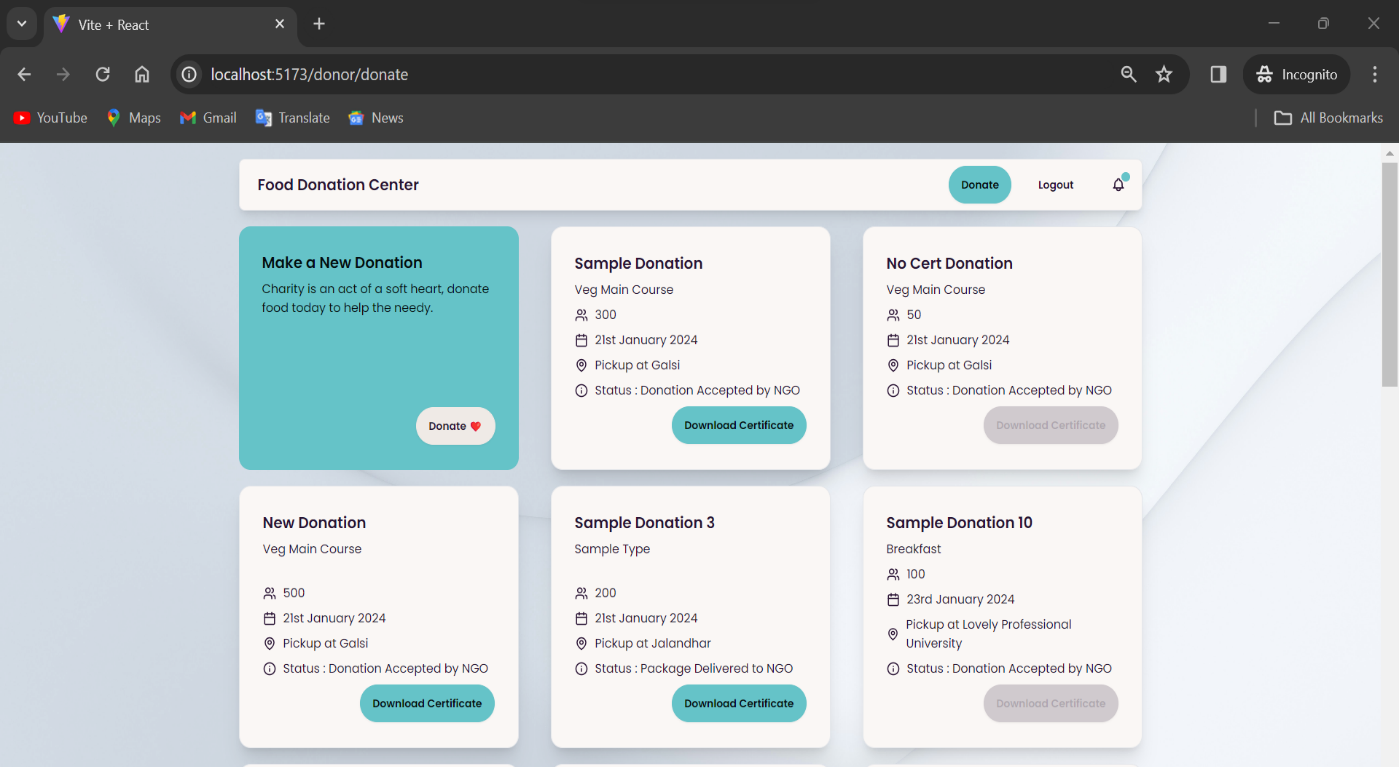 Vite + React
localhost:5173/donor/donate
Incognito
YouTube
Maps
Gmail
Translate
News
All Bookmarks
Food Donation Center
Donate
Logout
Make a New Donation
Charity is an act of a soft heart, donate
food today to help the needy.
Donate
Sample Donation
Veg Main Course
300
21st January 2024
Pickup at Galsi
Status : Donation Accepted by NGO
Download Certificate
No Cert Donation
Veg Main Course
50
21st January 2024
Pickup at Galsi
Status : Donation Accepted by NGO
Download Certificate
New Donation
Veg Main Course
500
21st January 2024
Pickup at Galsi
Status : Donation Accepted by NGO
Download Certificate
Sample Donation 3
Sample Type
200
21st January 2024
Pickup at Jalandhar
Status : Package Delivered to NGO
Download Certificate
Sample Donation 10
Breakfast
100
23rd January 2024
Pickup at Lovely Professional
University
Status : Donation Accepted by NGO
Download Certificate